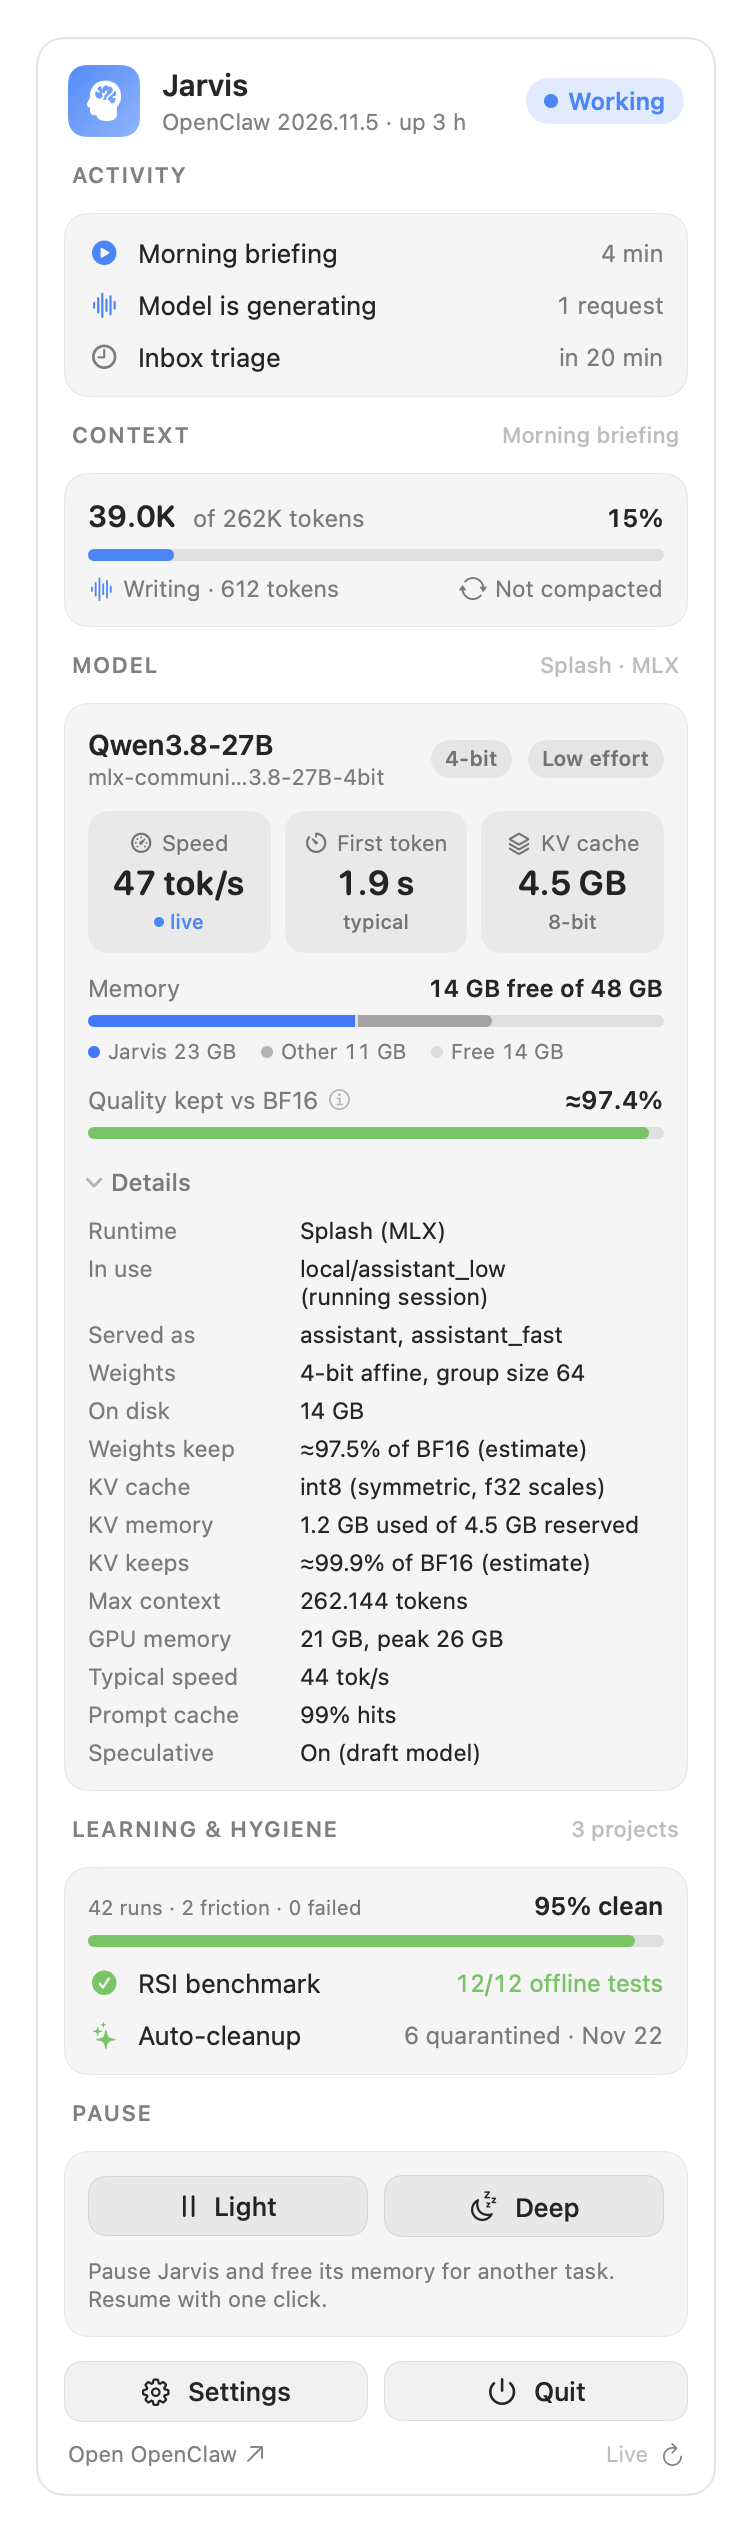 Jarvis
OpenClaw 2026.11.5 · up 3 h
Working
ACTIVITY
Morning briefing 4 min
Model is generating 1 request
Inbox triage in 20 min
CONTEXT Morning briefing
39.0K of 262K tokens 15%
Writing · 612 tokens Not compacted
MODEL Splash · MLX
Qwen3.8-27B
mlx-communi...3.8-27B-4bit
4-bit Low effort
Speed First token KV cache
47 tok/s 1.9 s 4.5 GB
live typical 8-bit
Memory 14 GB free of 48 GB
Jarvis 23 GB Other 11 GB Free 14 GB
Quality kept vs BF16 ≈97.4%
Details
Runtime Splash (MLX)
In use local/assistant_low
(running session)
Served as assistant, assistant_fast
Weights 4-bit affine, group size 64
On disk 14 GB
Weights keep ≈97.5% of BF16 (estimate)
KV cache int8 (symmetric, f32 scales)
KV memory 1.2 GB used of 4.5 GB reserved
KV keeps ≈99.9% of BF16 (estimate)
Max context 262.144 tokens
GPU memory 21 GB, peak 26 GB
Typical speed 44 tok/s
Prompt cache 99% hits
Speculative On (draft model)
LEARNING & HYGIENE 3 projects
42 runs · 2 friction · 0 failed 95% clean
RSI benchmark 12/12 offline tests
Auto-cleanup 6 quarantined · Nov 22
PAUSE
Light Deep
Pause Jarvis and free its memory for another task.
Resume with one click.
Settings Quit
Open OpenClaw Live